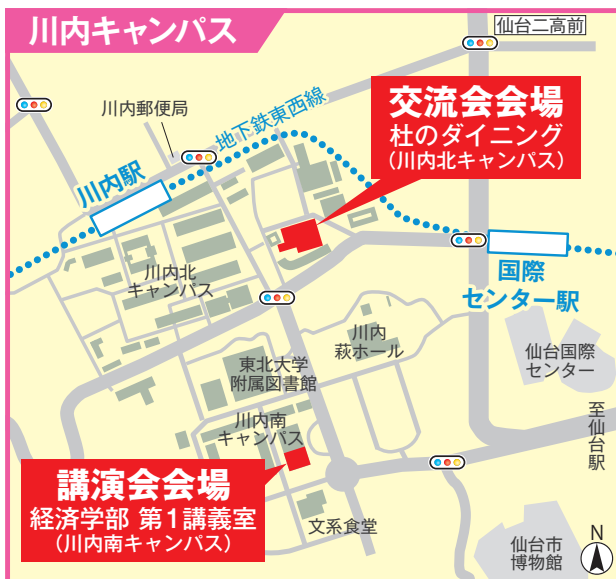 川内キャンパス
仙台二高前
川内郵便局
地下鉄東西線
交流会会場
杜のダイニング
(川内北キャンパス)
川内駅
川内北
キャンパス
国際
センター駅
川内
萩ホール
仙台国際
センター
東北大学
附属図書館
至仙台駅
川内南
キャンパス
講演会会場
経済学部 第1講義室
(川内南キャンパス)
文系食堂
仙台市
博物館
N